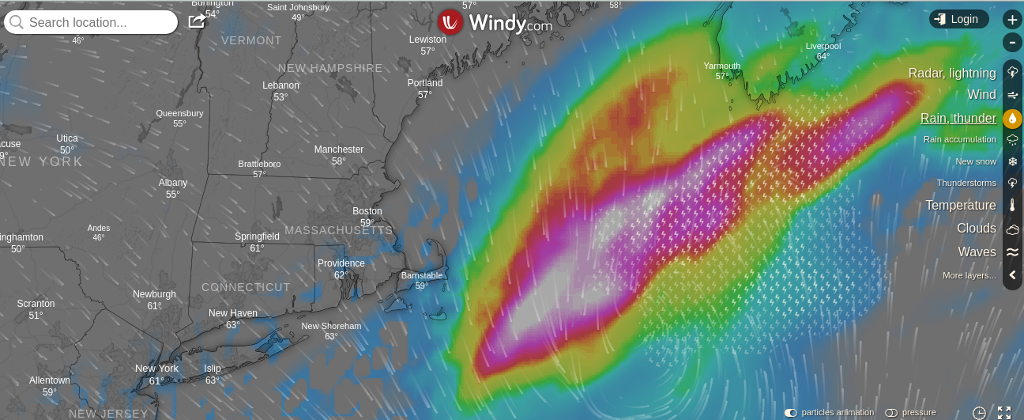 Search location...
Burlington
54°
Saint Johnsbury
49°
57°
58°
Windy.com
Login
+
-
46°
VERMONT
Lewiston
57°
Liverpool
64°
NEW HAMPSHIRE
Yarmouth
57°
Radar, lightning
Lebanon
53°
Portland
57°
Wind
Queensbury
55°
Rain, thunder
Utica
50°
Rain accumulation
cuse
9°
NEW YORK
Manchester
58°
New snow
Brattleboro
57°
Albany
55°
Thunderstorms
Temperature
Boston
59°
Andes
46°
MASSACHUSETTS
Clouds
inghamton
50°
Springfield
61°
Waves
Providence
62°
Barnstable
59°
More layers...
CONNECTICUT
Newburgh
61°
Scranton
51°
New Haven
63°
New Shoreham
63°
New York
61°
Islip
63°
Allentown
59°
NEW JERSEY
particles animation
pressure